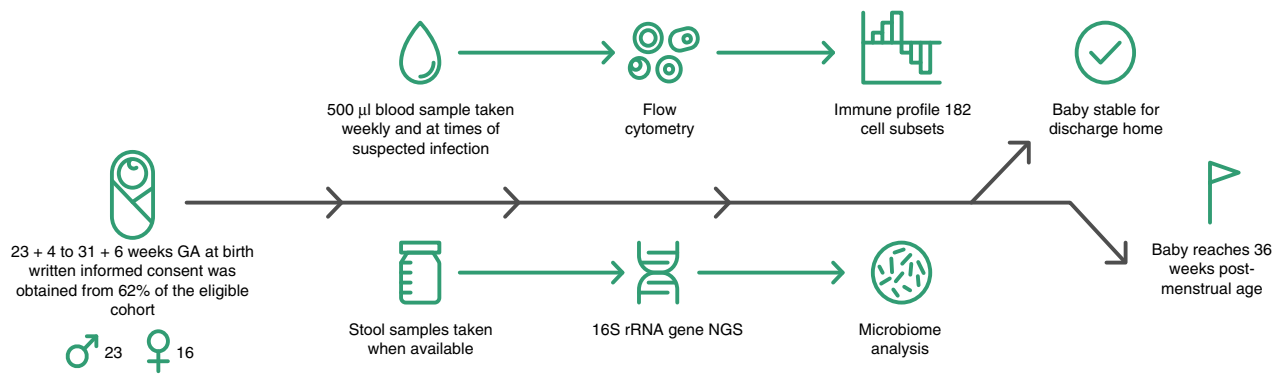 500 µl blood sample taken
weekly and at times of
suspected infection
Flow
cytometry
Immune profile 182
cell subsets
Baby stable for
discharge home
23 + 4 to 31 + 6 weeks GA at birth
written informed consent was
obtained from 62% of the eligible
cohort
23
16
Stool samples taken
when available
16S rRNA gene NGS
Microbiome
analysis
Baby reaches 36
weeks post-
menstrual age